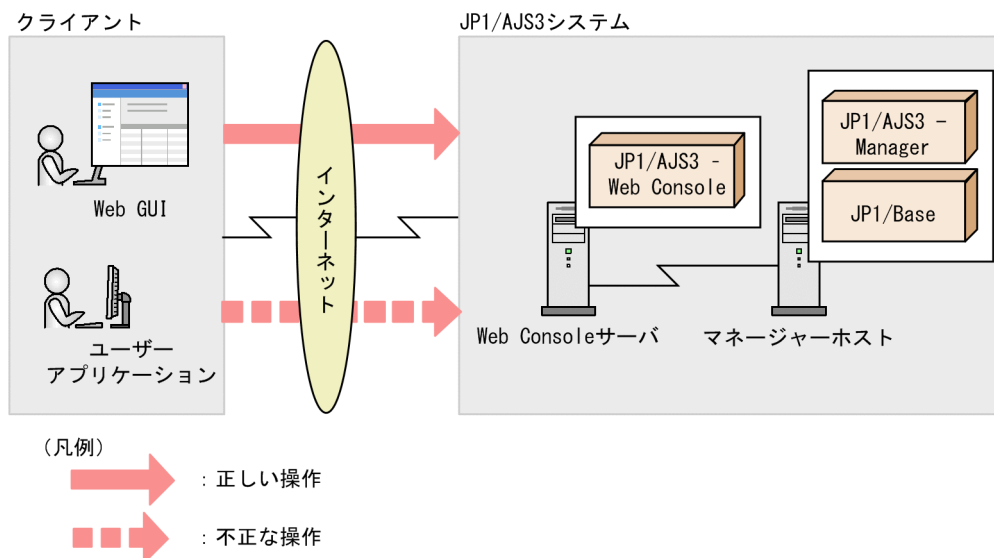 クライアント
JP1/AJS3システム
Web GUI
ユーザー
アプリケーション
インターネット
JP1/AJS3 -
Web Console
JP1/AJS3 -
Manager
JP1/Base
Web Consoleサーバ
マネージャーホスト
(凡例)
：正しい操作
：不正な操作